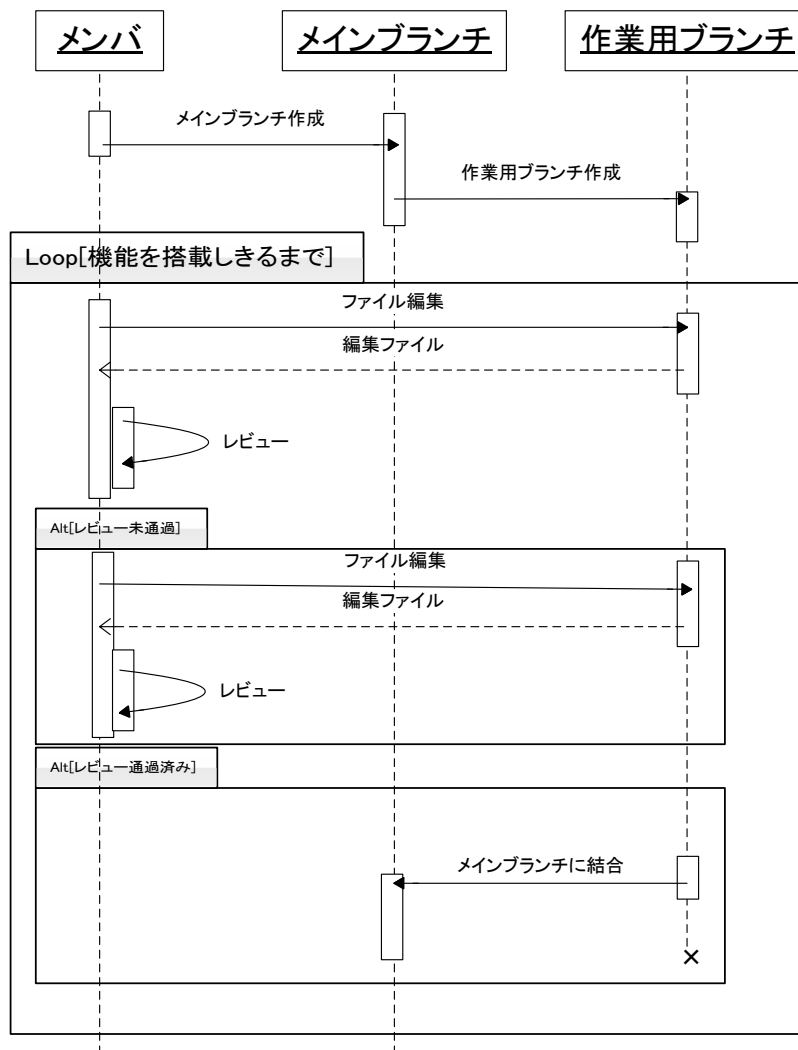 メンバ
メインブランチ
作業用ブランチ
メインブランチ作成
作業用ブランチ作成
Loop[機能を搭載しきるまで]
ファイル編集
編集ファイル
レビュー
Alt[レビュー未通過]
ファイル編集
編集ファイル
レビュー
Alt[レビュー通過済み]
メインブランチに結合